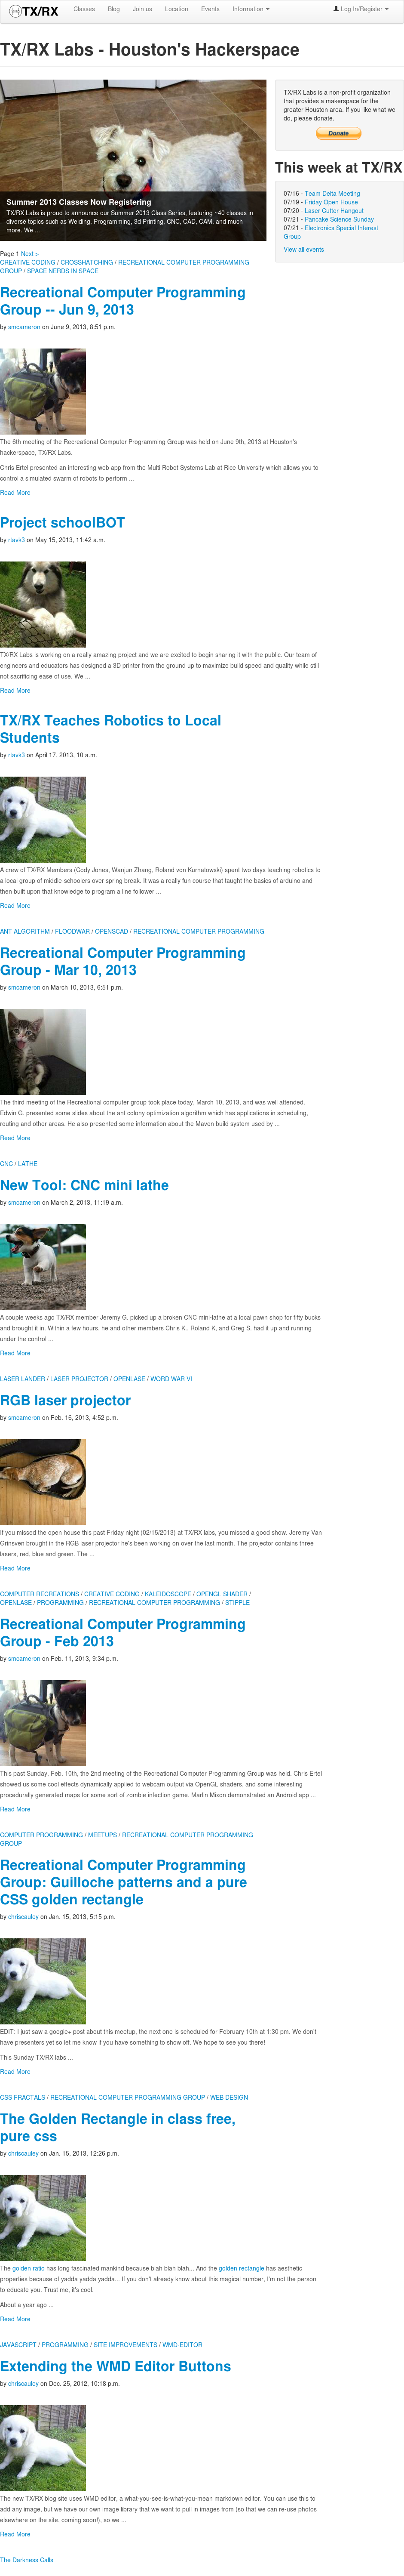 TX/RX Classes Blog Join us Location Events Information Log In/Register
TX/RX Labs - Houston's Hackerspace
Summer 2013 Classes Now Registering
TX/RX Labs is proud to announce our Summer 2013 Class Series, featuring ~40 classes in
diverse topics such as Welding, Programming, 3d Printing, CNC, CAD, CAM, and much
more. We ...
TX/RX Labs is a non-profit organization
that provides a makerspace for the
greater Houston area. If you like what we
do, please donate.
Donate
This week at TX/RX
07/16 - Team Delta Meeting
07/19 - Friday Open House
07/20 - Laser Cutter Hangout
07/21 - Pancake Science Sunday
07/21 - Electronics Special Interest
Group
View all events
Page 1 Next >
CREATIVE CODING / CROSSHATCHING / RECREATIONAL COMPUTER PROGRAMMING
GROUP / SPACE NERDS IN SPACE
Recreational Computer Programming
Group -- Jun 9, 2013
by smcameron on June 9, 2013, 8:51 p.m.
The 6th meeting of the Recreational Computer Programming Group was held on June 9th, 2013 at Houston's
hackerspace, TX/RX Labs.
Chris Ertel presented an interesting web app from the Multi Robot Systems Lab at Rice University which allows you to
control a simulated swarm of robots to perform ...
Read More
Project schoolBOT
by rtavk3 on May 15, 2013, 11:42 a.m.
TX/RX Labs is working on a really amazing project and we are excited to begin sharing it with the public. Our team of
engineers and educators has designed a 3D printer from the ground up to maximize build speed and quality while still
not sacrificing ease of use. We ...
Read More
TX/RX Teaches Robotics to Local
Students
by rtavk3 on April 17, 2013, 10 a.m.
A crew of TX/RX Members (Cody Jones, Wanjun Zhang, Roland von Kurnatowski) spent two days teaching robotics to
a local group of middle-schoolers over spring break. It was a really fun course that taught the basics of arduino and
then built upon that knowledge to program a line follower ...
Read More
ANT ALGORITHM / FLOODWAR / OPENSCAD / RECREATIONAL COMPUTER PROGRAMMING
Recreational Computer Programming
Group - Mar 10, 2013
by smcameron on March 10, 2013, 6:51 p.m.
The third meeting of the Recreational Computer group took place today, March 10, 2013, and was well attended.
Edwin G. presented some slides about the ant colony optimization algorithm which has applications in scheduling,
routing and other areas. He also presented some information about the Maven build system used by ...
Read More
CNC / LATHE
New Tool: CNC mini lathe
by smcameron on March 2, 2013, 11:19 a.m.
A couple weeks ago TX/RX member Jeremy G. picked up a broken CNC mini-lathe at a local pawn shop for fifty bucks
and brought it in. Within a few hours, he and other members Chris K., Roland K, and Greg S. had it up and running
under the control ...
Read More
LASER LANDER / LASER PROJECTOR / OPENLASE / WORD WAR VI
RGB laser projector
by smcameron on Feb. 16, 2013, 4:52 p.m.
If you missed the open house this past Friday night (02/15/2013) at TX/RX labs, you missed a good show. Jeremy Van
Grinsven brought in the RGB laser projector he's been working on over the last month. The projector contains three
lasers, red, blue and green. The ...
Read More
COMPUTER RECREATIONS / CREATIVE CODING / KALEIDOSCOPE / OPENGL SHADER /
OPENLASE / PROGRAMMING / RECREATIONAL COMPUTER PROGRAMMING / STIPPLE
Recreational Computer Programming
Group - Feb 2013
by smcameron on Feb. 11, 2013, 9:34 p.m.
This past Sunday, Feb. 10th, the 2nd meeting of the Recreational Computer Programming Group was held. Chris Ertel
showed us some cool effects dynamically applied to webcam output via OpenGL shaders, and some interesting
procedurally generated maps for some sort of zombie infection game. Marlin Mixon demonstrated an Android app ...
Read More
COMPUTER PROGRAMMING / MEETUPS / RECREATIONAL COMPUTER PROGRAMMING
GROUP
Recreational Computer Programming
Group: Guilloche patterns and a pure
CSS golden rectangle
by chriscauley on Jan. 15, 2013, 5:15 p.m.
EDIT: I just saw a google+ post about this meetup, the next one is scheduled for February 10th at 1:30 pm. We don't
have presenters yet so let me know if you have something to show off. We hope to see you there!
This Sunday TX/RX labs ...
Read More
CSS FRACTALS / RECREATIONAL COMPUTER PROGRAMMING GROUP / WEB DESIGN
The Golden Rectangle in class free,
pure css
by chriscauley on Jan. 15, 2013, 12:26 p.m.
The golden ratio has long fascinated mankind because blah blah blah... And the golden rectangle has aesthetic
properties because of yadda yadda yadda... If you don't already know about this magical number, I'm not the person
to educate you. Trust me, it's cool.
About a year ago ...
Read More
JAVASCRIPT / PROGRAMMING / SITE IMPROVEMENTS / WMD-EDITOR
Extending the WMD Editor Buttons
by chriscauley on Dec. 25, 2012, 10:18 p.m.
The new TX/RX blog site uses WMD editor, a what-you-see-is-what-you-mean markdown editor. You can use this to
add any image, but we have our own image library that we want to pull in images from (so that we can re-use photos
elsewhere on the site, coming soon!), so we ...
Read More
The Darkness Calls